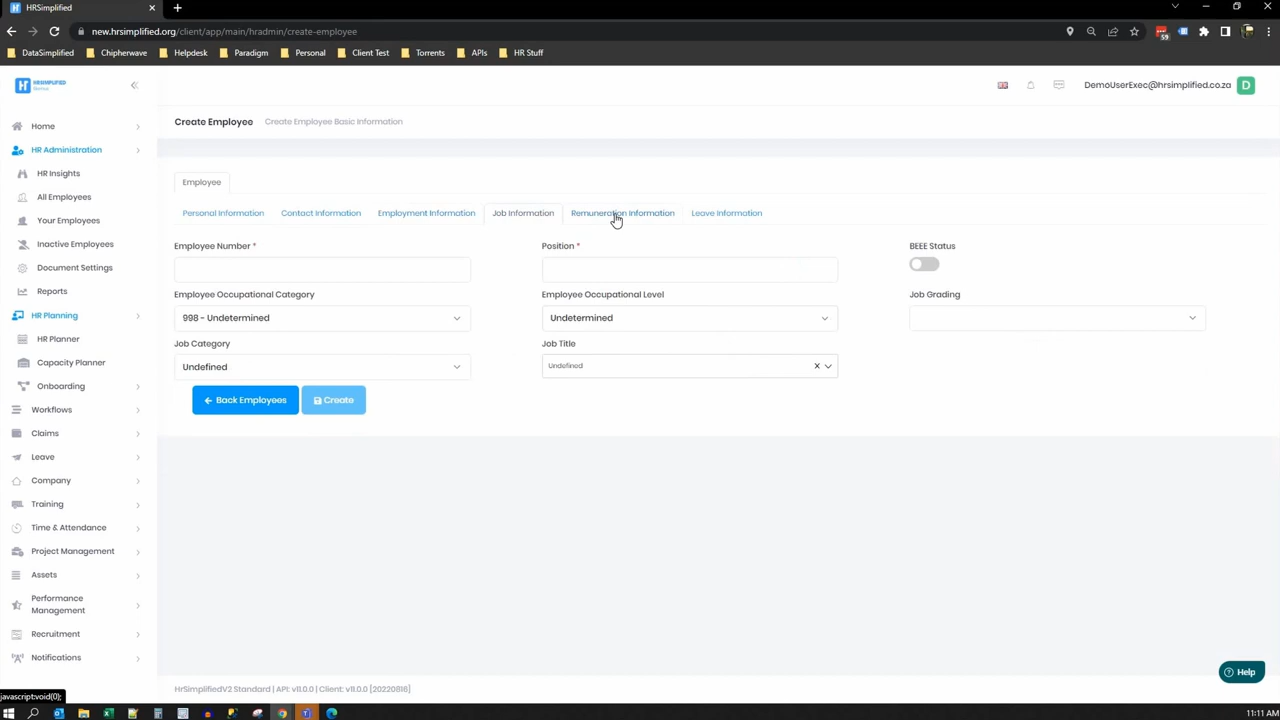 HRSimplified
new.hrsimplified.org/client/app/main/hradmin/create-employee
59
DataSimplified
Chipherwave
Helpdesk
Paradigm
Personal
Client Test
Torrents
APIs
HR Stuff
HRSIMPLIFIED
DemoUserExec@hrsimplified.co.za
D
Home
HR Administration
HR Insights
All Employees
Your Employees
Inactive Employees
Document Settings
Reports
HR Planning
HR Planner
Capacity Planner
Onboarding
Workflows
Claims
Leave
Company
Training
Time & Attendance
Project Management
Assets
Performance
Management
Recruitment
Notifications
Create Employee Create Employee Basic Information
Employee
Personal Information Contact Information Employment Information Job Information Remuneration Information Leave Information
Employee Number * Position * BEEE Status
Employee Occupational Category Employee Occupational Level Job Grading
998 - Undetermined Undetermined
Job Category Job Title
Undefined Undefined
Back Employees Create
HrSimplifiedV2 Standard | API: v11.0.0 | Client: v11.0.0 [20220816]
Help
javascript:void(0);
11:11 AM